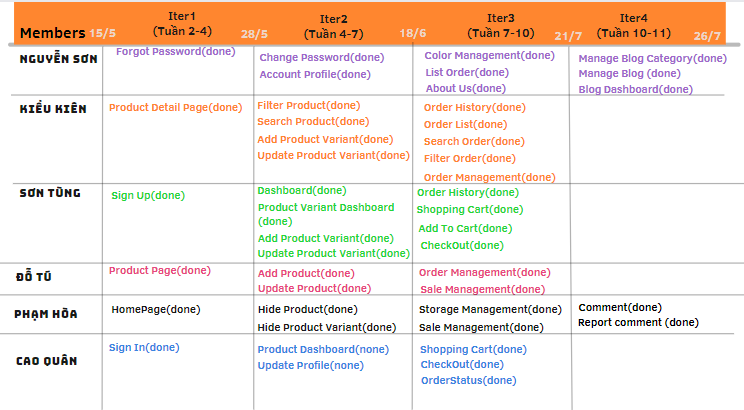 Members
15/5
Iter1
(Tuần 2-4)
28/5
Iter2
(Tuần 4-7)
18/6
Iter3
(Tuần 7-10)
21/7
Iter4
(Tuần 10-11)
26/7
NGUYỄN SƠN
Forgot Password(done)
Change Password(done)
Account Profile(done)
Color Management(done)
List Order(done)
About Us(done)
Manage Blog Category(done)
Manage Blog (done)
Blog Dashboard(done)
KIỀU KIÊN
Product Detail Page(done)
Filter Product(done)
Search Product(done)
Add Product Variant(done)
Update Product Variant(done)
Order History(done)
Order List(done)
Search Order(done)
Filter Order(done)
Order Management(done)
SƠN TÙNG
Sign Up(done)
Dashboard(done)
Product Variant Dashboard
(done)
Add Product Variant(done)
Update Product Variant(done)
Order History(done)
Shopping Cart(done)
Add To Cart(done)
CheckOut(done)
ĐỖ TÚ
Product Page(done)
Add Product(done)
Update Product(done)
Order Management(done)
Sale Management(done)
PHẠM HÒA
HomePage(done)
Hide Product(done)
Hide Product Variant(done)
Storage Management(done)
Sale Management(done)
Comment(done)
Report comment (done)
CAO QUÂN
Sign In(done)
Product Dashboard(none)
Update Profile(none)
Shopping Cart(done)
CheckOut(done)
OrderStatus(done)